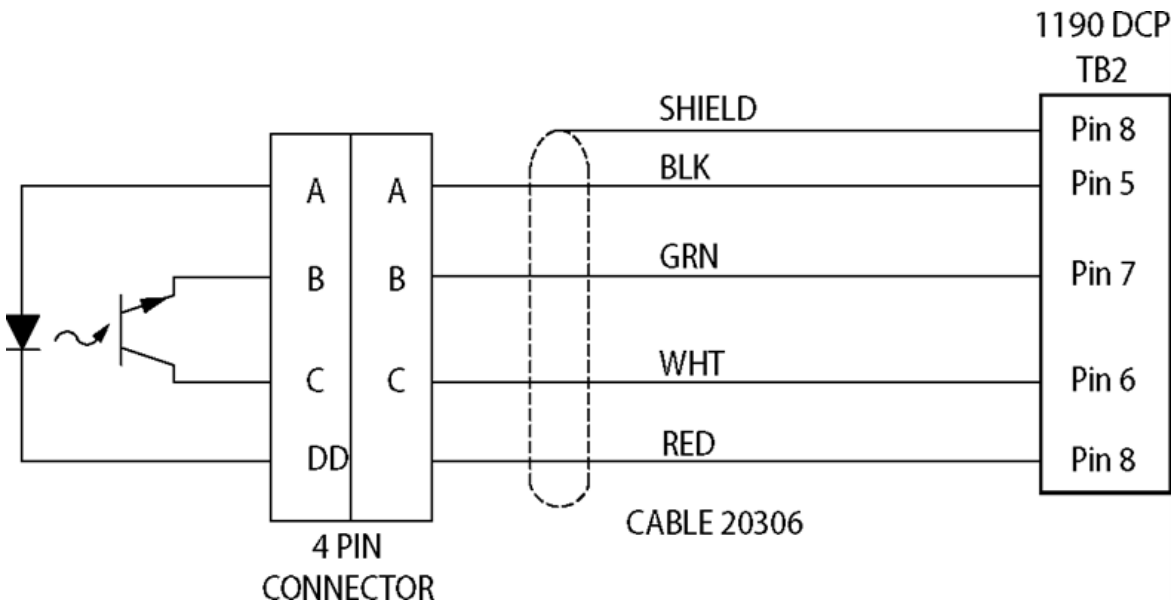 1190 DCP
TB2
SHIELD
Pin 8
BLK
A
A
Pin 5
GRN
B
B
Pin 7
WHT
C
C
Pin 6
RED
DD
Pin 8
CABLE 20306
4 PIN
CONNECTOR